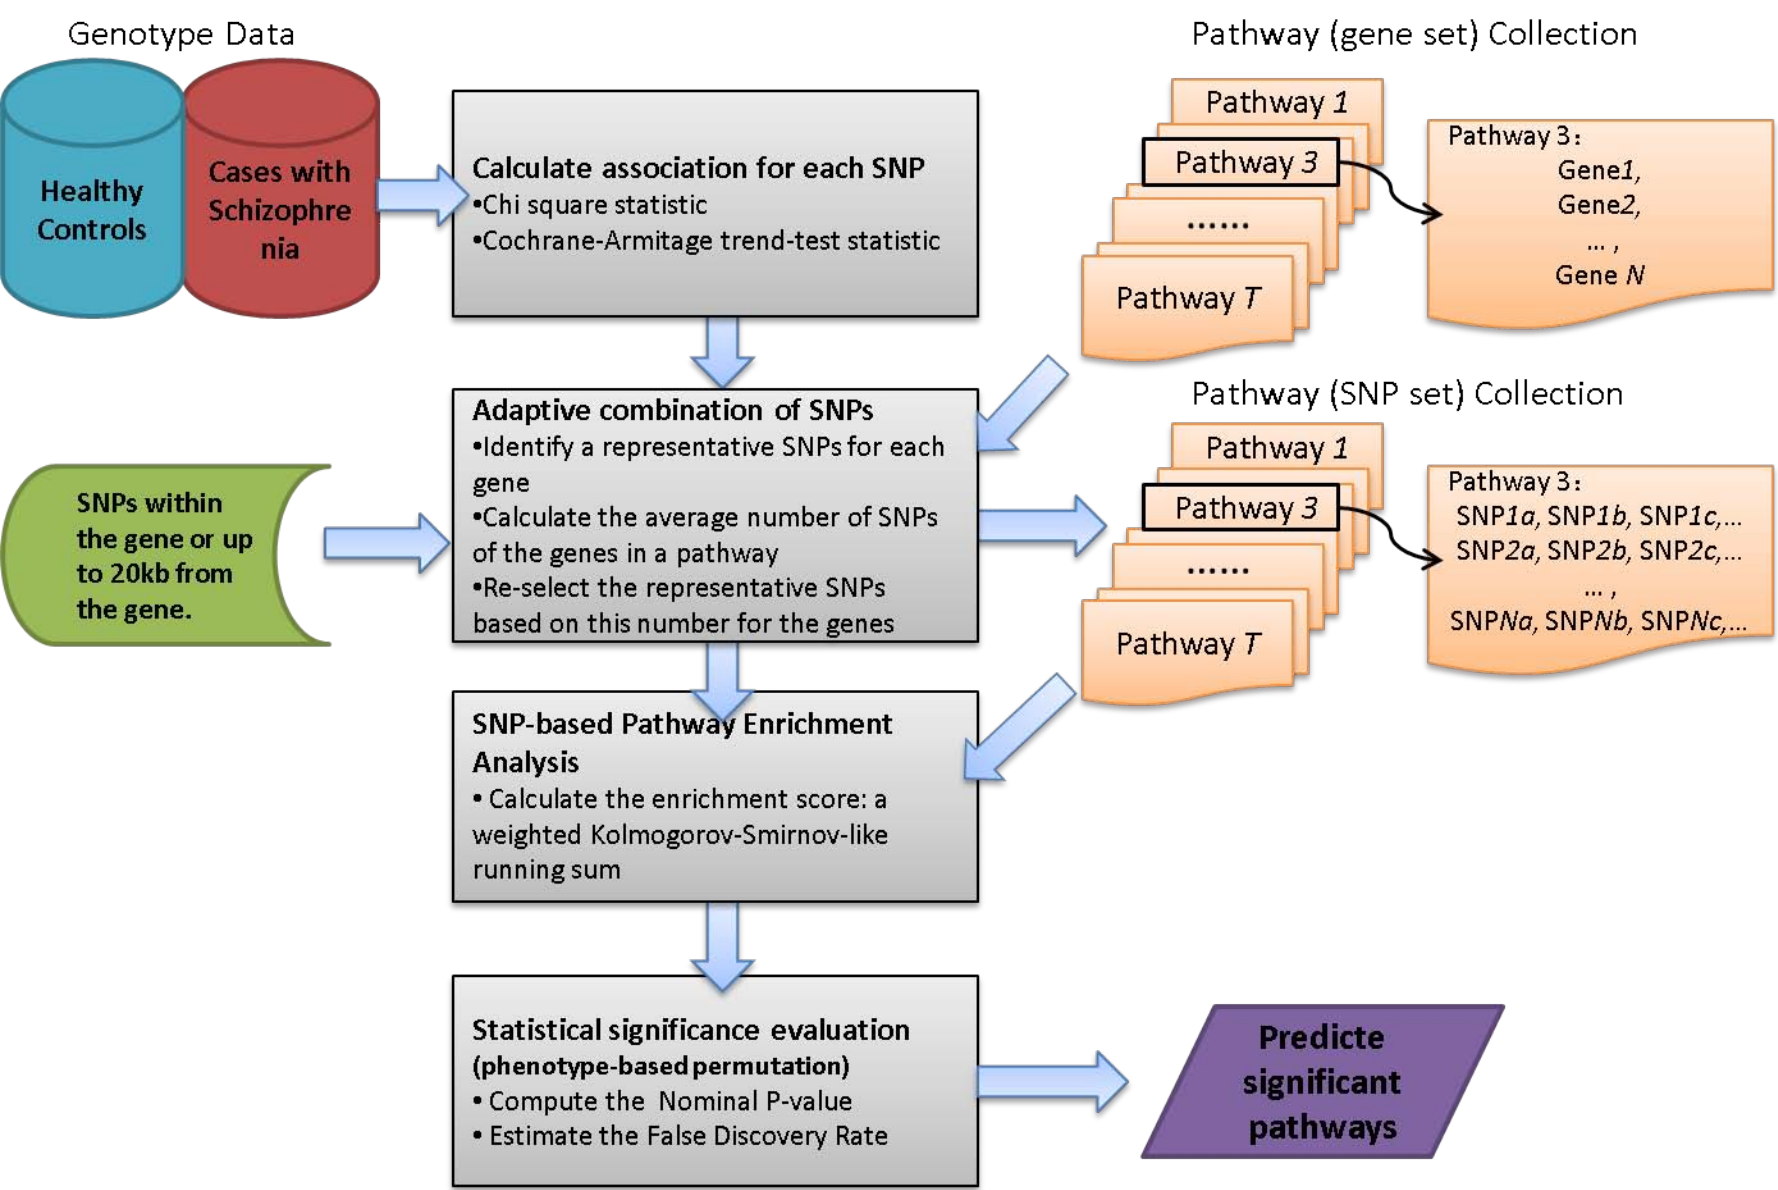 Genotype Data
Healthy
Controls
Cases with
Schizophre
nia
Calculate association for each SNP
•Chi square statistic
•Cochrane-Armitage trend-test statistic
Pathway (gene set) Collection
Pathway 1
Pathway 3
......
Pathway T
Pathway 3:
Gene1,
Gene2,
... ,
Gene N
SNPs within
the gene or up
to 20kb from
the gene.
Adaptive combination of SNPs
•Identify a representative SNPs for each
gene
•Calculate the average number of SNPs
of the genes in a pathway
•Re-select the representative SNPs
based on this number for the genes
Pathway (SNP set) Collection
Pathway 1
Pathway 3
......
Pathway T
Pathway 3:
SNP1a, SNP1b, SNP1c,...
SNP2a, SNP2b, SNP2c,...
... ,
SNPNa, SNPNb, SNPNc,...
SNP-based Pathway Enrichment
Analysis
• Calculate the enrichment score: a
weighted Kolmogorov-Smirnov-like
running sum
Statistical significance evaluation
(phenotype-based permutation)
• Compute the Nominal P-value
• Estimate the False Discovery Rate
Predicte
significant
pathways